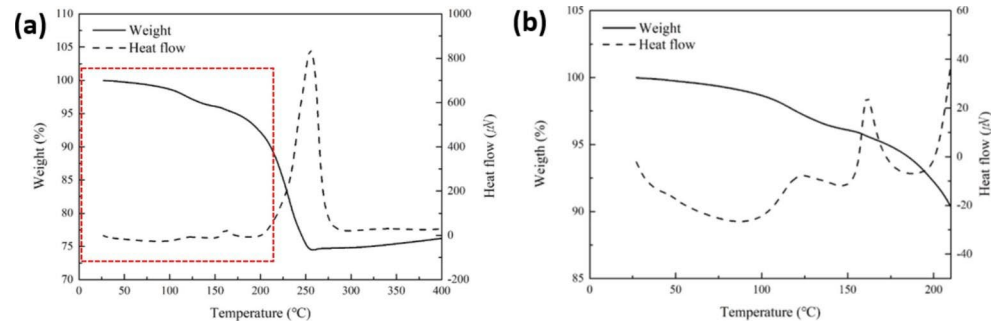 (a)
110
105
100
95
90
85
80
75
70
Weight (%)
Weight
Heat flow
1000
800
600
400
200
0
-200
Heat flow (μV)
0 50 100 150 200 250 300 350 400
Temperature (℃)
(b)
105
100
95
90
85
Weigth (%)
Weight
Heat flow
60
40
20
0
-20
-40
Heat flow (μV)
0 50 100 150 200
Temperature (℃)